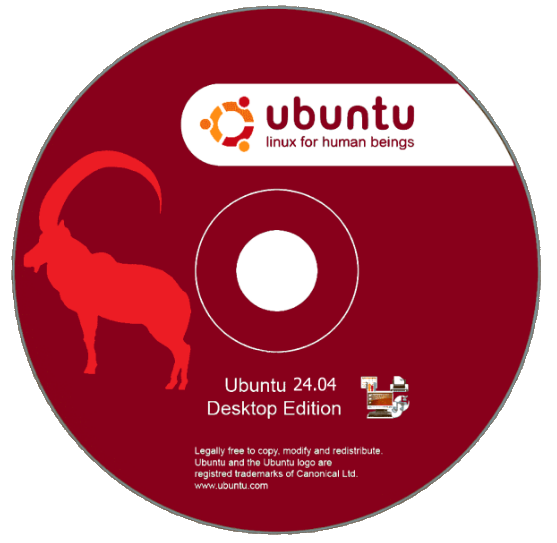 ubuntu
linux for human beings
Ubuntu 24.04
Desktop Edition
Legally free to copy, modify and redistribute.
Ubuntu and the Ubuntu logo are
registred trademarks of Canonical Ltd.
www.ubuntu.com